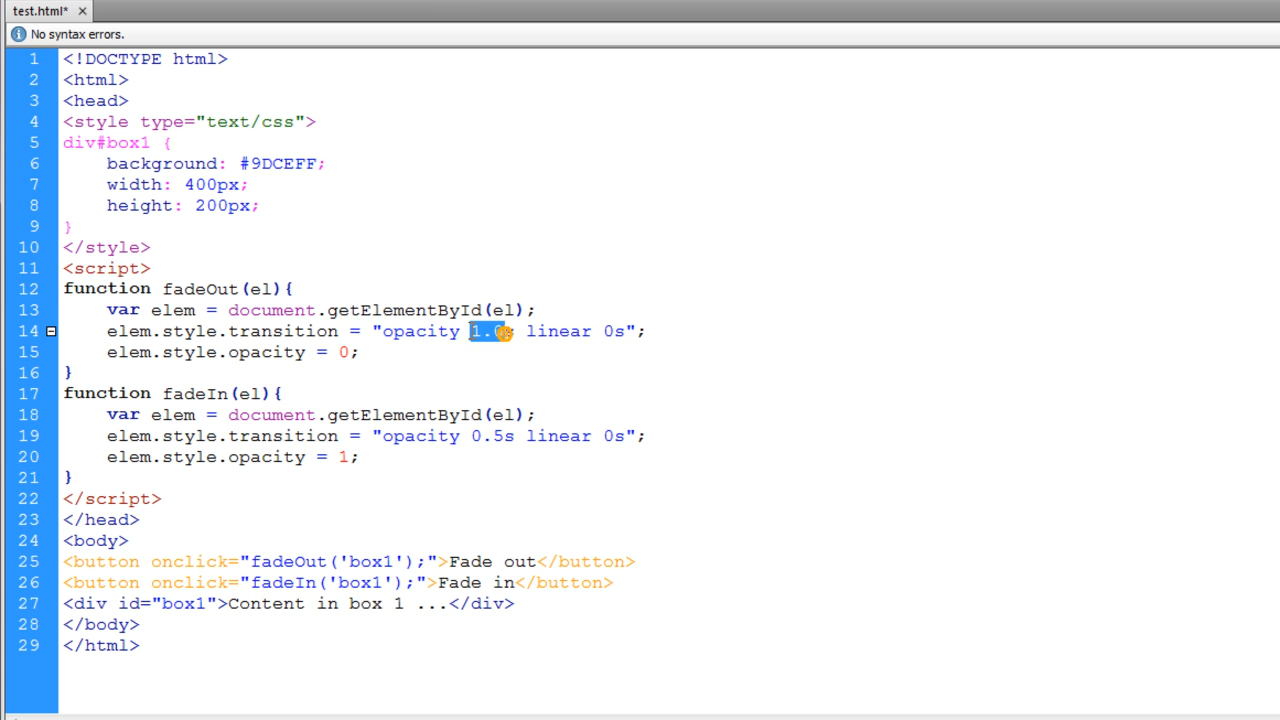 test.html* ×
No syntax errors.
1 <!DOCTYPE html>
2 <html>
3 <head>
4 <style type="text/css">
5 div#box1 {
6 background: #9DCEFF;
7 width: 400px;
8 height: 200px;
9 }
10 </style>
11 <script>
12 function fadeOut(el){
13 var elem = document.getElementById(el);
14 elem.style.transition = "opacity 1.0s linear 0s";
15 elem.style.opacity = 0;
16 }
17 function fadeIn(el){
18 var elem = document.getElementById(el);
19 elem.style.transition = "opacity 0.5s linear 0s";
20 elem.style.opacity = 1;
21 }
22 </script>
23 </head>
24 <body>
25 <button onclick="fadeOut('box1');">Fade out</button>
26 <button onclick="fadeIn('box1');">Fade in</button>
27 <div id="box1">Content in box 1 ...</div>
28 </body>
29 </html>